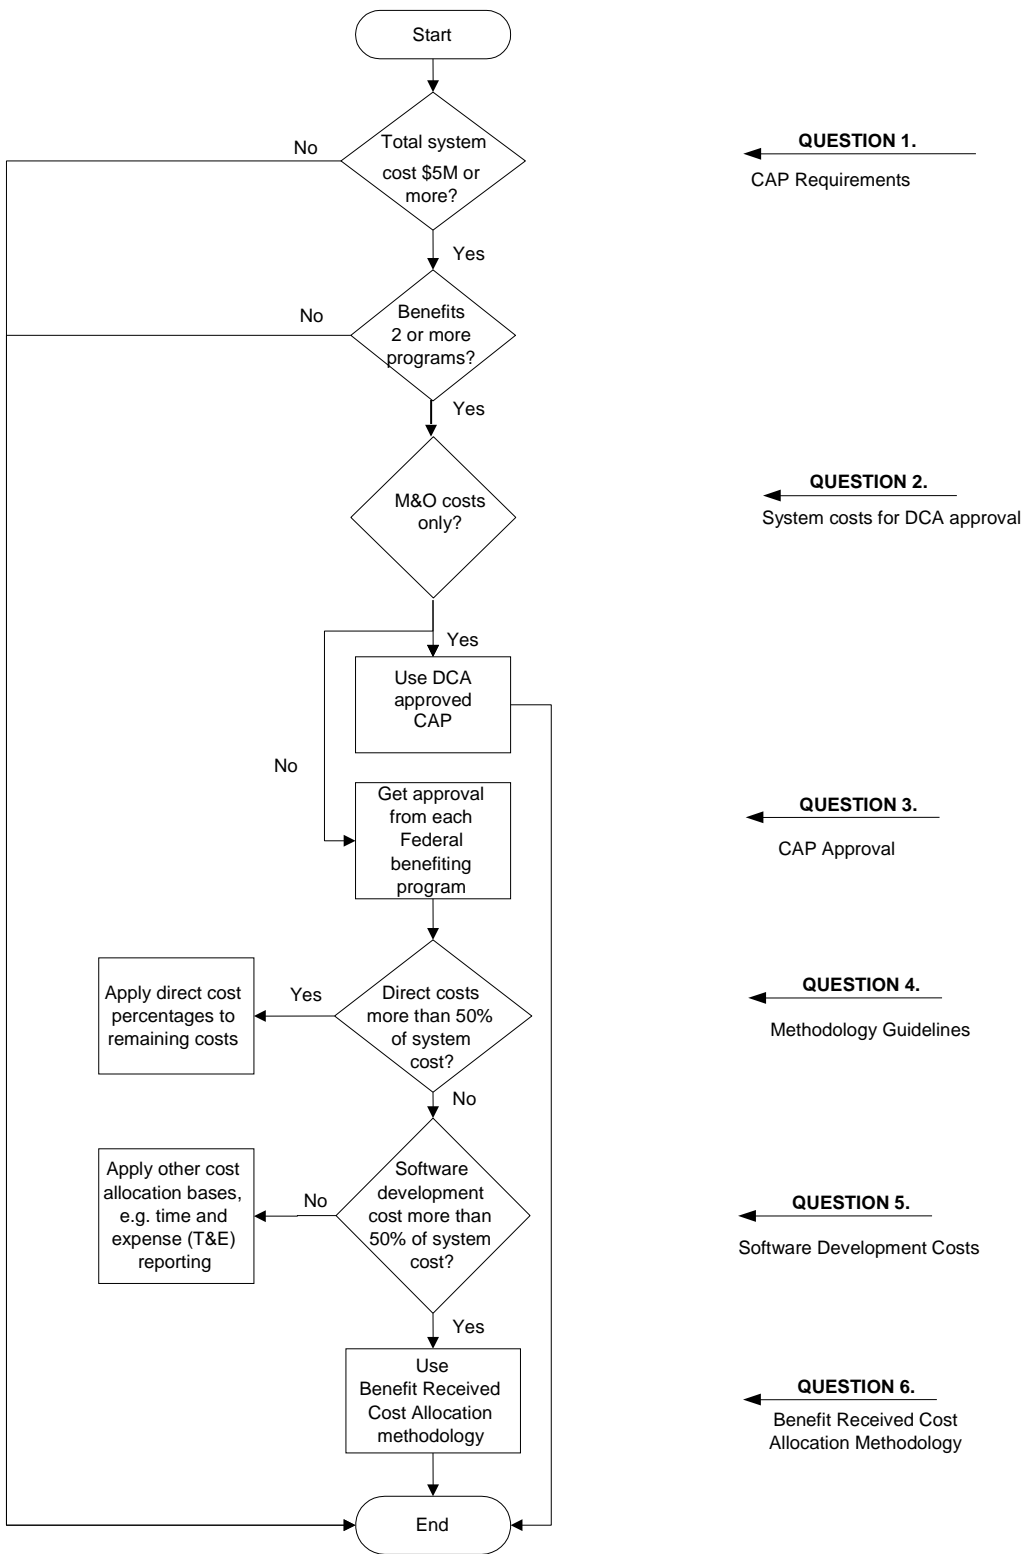 Start
No
Total system
cost $5M or
more?
QUESTION 1.
CAP Requirements
Yes
No
Benefits
2 or more
programs?
Yes
M&O costs
only?
QUESTION 2.
System costs for DCA approval
Yes
Use DCA
approved
CAP
No
Get approval
from each
Federal
benefiting
program
QUESTION 3.
CAP Approval
Apply direct cost
percentages to
remaining costs
Yes
Direct costs
more than 50%
of system
cost?
QUESTION 4.
Methodology Guidelines
No
Apply other cost
allocation bases,
e.g. time and
expense (T&E)
reporting
No
Software
development
cost more than
50% of system
cost?
QUESTION 5.
Software Development Costs
Yes
Use
Benefit Received
Cost Allocation
methodology
QUESTION 6.
Benefit Received Cost
Allocation Methodology
End